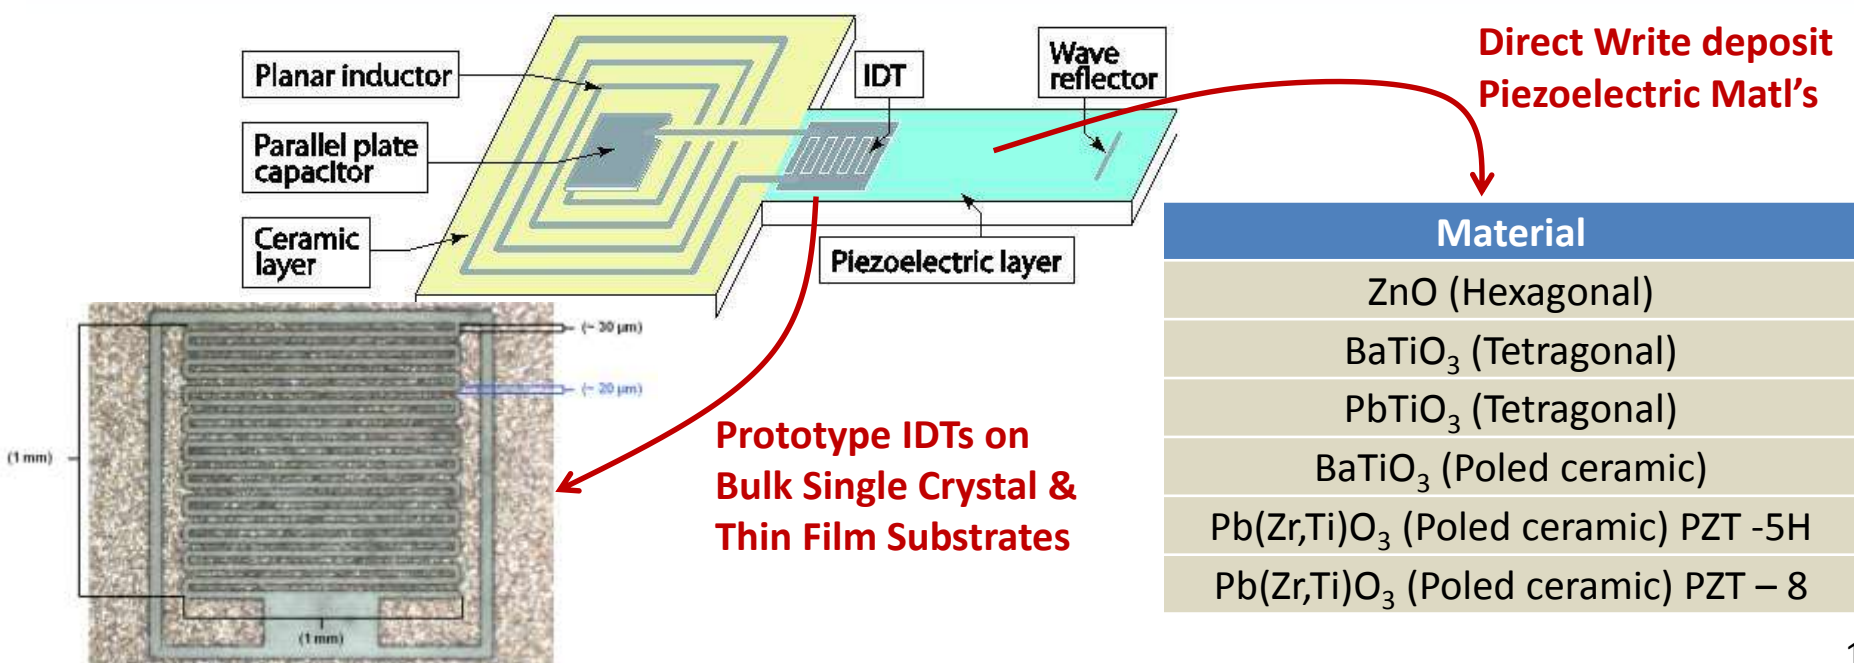 Planar inductor
Parallel plate
capacitor
Ceramic
layer
IDT
Wave
reflector
Piezoelectric layer
Direct Write deposit
Piezoelectric Matl's
(~ 30 µm)
(~ 20 µm)
(1 mm)
(1 mm)
Prototype IDTs on
Bulk Single Crystal &
Thin Film Substrates
Material
ZnO (Hexagonal)
BaTiO₃ (Tetragonal)
PbTiO₃ (Tetragonal)
BaTiO₃ (Poled ceramic)
Pb(Zr,Ti)O₃ (Poled ceramic) PZT -5H
Pb(Zr,Ti)O₃ (Poled ceramic) PZT – 8